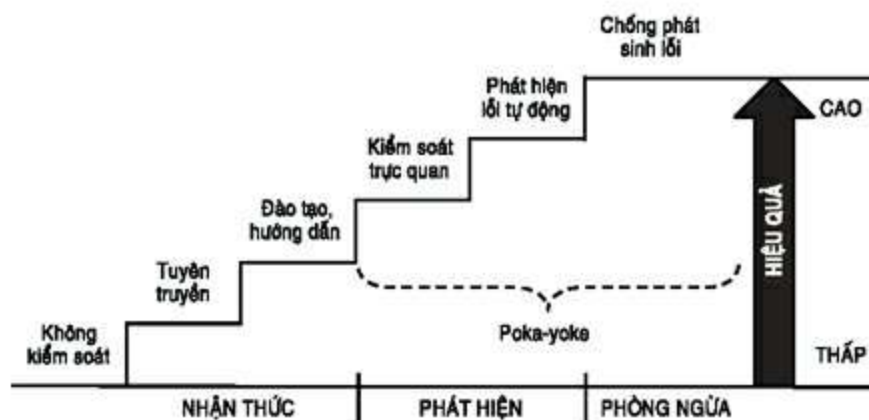 Chống phát
sinh lỗi
Phát hiện
lỗi tự động
CAO
Kiểm soát
trực quan
Đào tạo,
hướng dẫn
HIỆU QUẢ
Tuyên
truyền
Poka-yoke
Không
kiểm soát
THẤP
NHẬN THỨC
PHÁT HIỆN
PHÒNG NGỪA